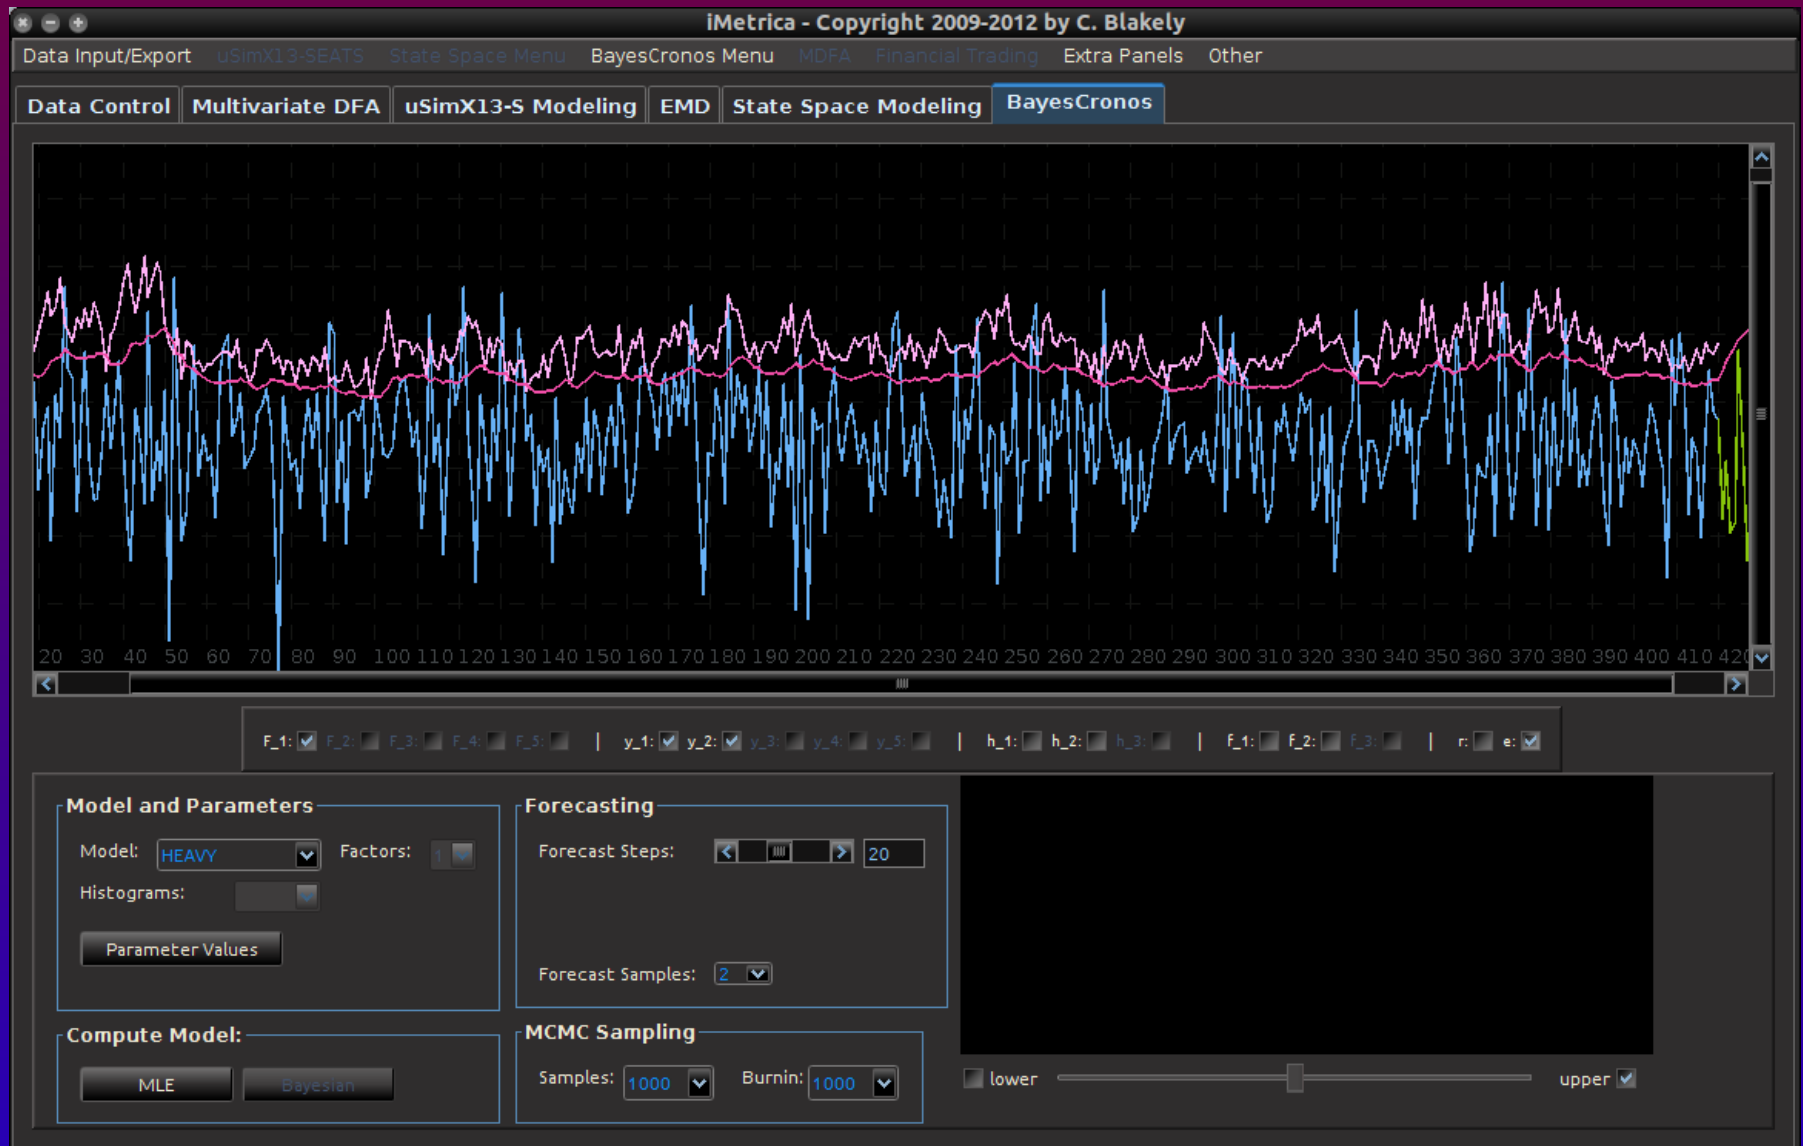 iMetrica - Copyright 2009-2012 by C. Blakely
Data Input/Export uSimX13-SEATS State Space Menu BayesCronos Menu MDFA Financial Trading Extra Panels Other
Data Control Multivariate DFA uSimX13-S Modeling EMD State Space Modeling BayesCronos
20 30 40 50 60 70 80 90 100 110 120 130 140 150 160 170 180 190 200 210 220 230 240 250 260 270 280 290 300 310 320 330 340 350 360 370 380 390 400 410 420
F_1: F_2: F_3: F_4: F_5: | y_1: y_2: y_3: y_4: y_5: | h_1: h_2: h_3: | f_1: f_2: f_3: | r: e:
Model and Parameters
Model: HEAVY Factors: 1
Histograms:
Parameter Values
Compute Model:
MLE Bayesian
Forecasting
Forecast Steps: 20
Forecast Samples: 2
MCMC Sampling
Samples: 1000 Burnin: 1000
lower upper